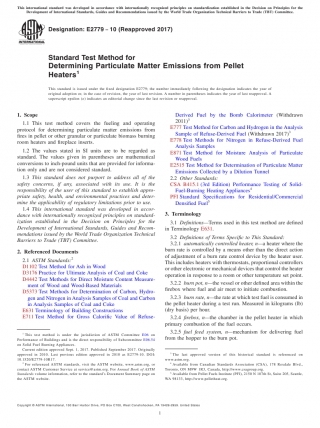 This international standard was developed in accordance with internationally recognized principles on standardization established in the Decision on Principles for the
Development of International Standards, Guides and Recommendations issued by the World Trade Organization Technical Barriers to Trade (TBT) Committee.
Designation: E2779 − 10 (Reapproved 2017)
Standard Test Method for
Determining Particulate Matter Emissions from Pellet
Heaters1
This standard is issued under the fixed designation E2779; the number immediately following the designation indicates the year of
original adoption or, in the case of revision, the year of last revision. A number in parentheses indicates the year of last reapproval. A
superscript epsilon (ε) indicates an editorial change since the last revision or reapproval.
1. Scope
1.1 This test method covers the fueling and operating
protocol for determining particulate matter emissions from
fires in pellet or other granular or particulate biomass burning
room heaters and fireplace inserts.
1.2 The values stated in SI units are to be regarded as
standard. The values given in parentheses are mathematical
conversions to inch-pound units that are provided for informa-
tion only and are not considered standard.
1.3 This standard does not purport to address all of the
safety concerns, if any, associated with its use. It is the
responsibility of the user of this standard to establish appro-
priate safety, health, and environmental practices and deter-
mine the applicability of regulatory limitations prior to use.
1.4 This international standard was developed in accor-
dance with internationally recognized principles on standard-
ization established in the Decision on Principles for the
Development of International Standards, Guides and Recom-
mendations issued by the World Trade Organization Technical
Barriers to Trade (TBT) Committee.
2. Referenced Documents
2.1 ASTM Standards:2
D1102 Test Method for Ash in Wood
D3176 Practice for Ultimate Analysis of Coal and Coke
D4442 Test Methods for Direct Moisture Content Measure-
ment of Wood and Wood-Based Materials
D5373 Test Methods for Determination of Carbon, Hydro-
gen and Nitrogen in Analysis Samples of Coal and Carbon
in Analysis Samples of Coal and Coke
E631 Terminology of Building Constructions
E711 Test Method for Gross Calorific Value of Refuse-
1 This test method is under the jurisdiction of ASTM Committee E06 on
Performance of Buildings and is the direct responsibility of Subcommittee
on Solid Fuel Burning Appliances.
Current edition approved Sept. 1, 2017. Published September 2017. Originally
approved in 2010. Last previous edition approved in 2010 as E2779–10. DOI:
10.1520/E2779-10R17.
2 For referenced ASTM standards, visit the ASTM website, www.astm.org, or
contact ASTM Customer Service at service@astm.org. For Annual Book of ASTM
Standards volume information, refer to the standard's Document Summary page on
the ASTM website.
Derived Fuel by the Bomb Calorimeter (Withdrawn
2011)3
E777 Test Method for Carbon and Hydrogen in the Analysis
Sample of Refuse-Derived Fuel (Withdrawn 2017)3
E778 Test Methods for Nitrogen in Refuse-Derived Fuel
Analysis Samples
E871 Test Method for Moisture Analysis of Particulate
Wood Fuels
E2515 Test Method for Determination of Particulate Matter
Emissions Collected by a Dilution Tunnel
2.2 Other Standards:
CSA B415.1 (3rd Edition) Performance Testing of Solid-
Fuel-Burning Heating Appliances4
PFI Standard Specifications for Residential/Commercial
Densified Fuel5
3. Terminology
3.1 Definitions—Terms used in this test method are defined
in Terminology E631.
3.2 Definitions of Terms Specific to This Standard:
3.2.1 automatically controlled heater, n—a heater where the
burn rate is controlled by a means other than the direct action
of adjustment of a burn rate control device by the heater user.
This includes heaters with thermostats, proportional controllers
or other electronic or mechanical devices that control the heater
operation in response to a room or other temperature set point.
3.2.2 burn pot, n—the vessel or other defined area within the
firebox where fuel and air meet to initiate combustion.
3.2.3 burn rate, n—the rate at which test fuel is consumed in
the pellet heater during a test run. Measured in kilograms (lb)
(dry basis) per hour.
3.2.4 firebox, n—the chamber in the pellet heater in which
primary combustion of the fuel occurs.
3.2.5 fuel feed system, n—mechanism for delivering fuel
from the hopper to the burn pot.
3 The last approved version of this historical standard is referenced on
www.astm.org.
4 Available from Canadian Standards Association (CSA), 178 Rexdale Blvd.,
Toronto, ON M9W 1R3, Canada, http://www.csagroup.org.
5 Available from Pellet Fuels Institute (PFI),
WA 98131, http://www.pelletheat.org.
Copyright © ASTM International, 100 Barr Harbor Drive, PO Box C700, West Conshohocken, PA 19428-2959. United States
1